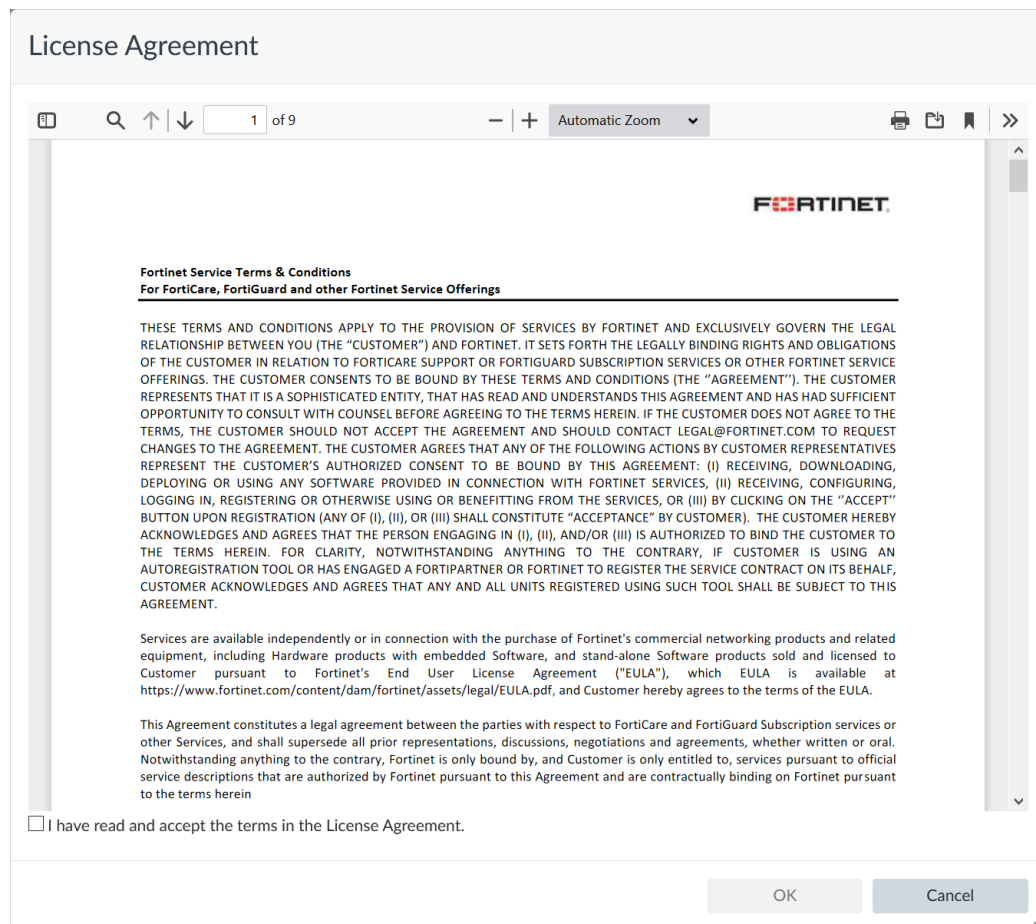 License Agreement
1 of 9
Automatic Zoom
FORTINET
Fortinet Service Terms & Conditions
For FortiCare, FortiGuard and other Fortinet Service Offerings
THESE TERMS AND CONDITIONS APPLY TO THE PROVISION OF SERVICES BY FORTINET AND EXCLUSIVELY GOVERN THE LEGAL
RELATIONSHIP BETWEEN YOU (THE “CUSTOMER”) AND FORTINET. IT SETS FORTH THE LEGALLY BINDING RIGHTS AND OBLIGATIONS
OF THE CUSTOMER IN RELATION TO FORTICARE SUPPORT OR FORTIGUARD SUBSCRIPTION SERVICES OR OTHER FORTINET SERVICE
OFFERINGS. THE CUSTOMER CONSENTS TO BE BOUND BY THESE TERMS AND CONDITIONS (THE ‘’AGREEMENT’’). THE CUSTOMER
REPRESENTS THAT IT IS A SOPHISTICATED ENTITY, THAT HAS READ AND UNDERSTANDS THIS AGREEMENT AND HAS HAD SUFFICIENT
OPPORTUNITY TO CONSULT WITH COUNSEL BEFORE AGREEING TO THE TERMS HEREIN. IF THE CUSTOMER DOES NOT AGREE TO THE
TERMS, THE CUSTOMER SHOULD NOT ACCEPT THE AGREEMENT AND SHOULD CONTACT LEGAL@FORTINET.COM TO REQUEST
CHANGES TO THE AGREEMENT. THE CUSTOMER AGREES THAT ANY OF THE FOLLOWING ACTIONS BY CUSTOMER REPRESENTATIVES
REPRESENT THE CUSTOMER’S AUTHORIZED CONSENT TO BE BOUND BY THIS AGREEMENT: (I) RECEIVING, DOWNLOADING,
DEPLOYING OR USING ANY SOFTWARE PROVIDED IN CONNECTION WITH FORTINET SERVICES, (II) RECEIVING, CONFIGURING,
LOGGING IN, REGISTERING OR OTHERWISE USING OR BENEFITTING FROM THE SERVICES, OR (III) BY CLICKING ON THE ‘’ACCEPT’’
BUTTON UPON REGISTRATION (ANY OF (I), (II), OR (III) SHALL CONSTITUTE “ACCEPTANCE” BY CUSTOMER). THE CUSTOMER HEREBY
ACKNOWLEDGES AND AGREES THAT THE PERSON ENGAGING IN (I), (II), AND/OR (III) IS AUTHORIZED TO BIND THE CUSTOMER TO
THE TERMS HEREIN. FOR CLARITY, NOTWITHSTANDING ANYTHING TO THE CONTRARY, IF CUSTOMER IS USING AN
AUTOREGISTRATION TOOL OR HAS ENGAGED A FORTIPARTNER OR FORTINET TO REGISTER THE SERVICE CONTRACT ON ITS BEHALF,
CUSTOMER ACKNOWLEDGES AND AGREES THAT ANY AND ALL UNITS REGISTERED USING SUCH TOOL SHALL BE SUBJECT TO THIS
AGREEMENT.
Services are available independently or in connection with the purchase of Fortinet's commercial networking products and related
equipment, including Hardware products with embedded Software, and stand-alone Software products sold and licensed to
Customer pursuant to Fortinet's End User License Agreement ("EULA"), which EULA is available at
https://www.fortinet.com/content/dam/fortinet/assets/legal/EULA.pdf, and Customer hereby agrees to the terms of the EULA.
This Agreement constitutes a legal agreement between the parties with respect to FortiCare and FortiGuard Subscription services or
other Services, and shall supersede all prior representations, discussions, negotiations and agreements, whether written or oral.
Notwithstanding anything to the contrary, Fortinet is only bound by, and Customer is only entitled to, services pursuant to official
service descriptions that are authorized by Fortinet pursuant to this Agreement and are contractually binding on Fortinet pursuant
to the terms herein
I have read and accept the terms in the License Agreement.
OK
Cancel